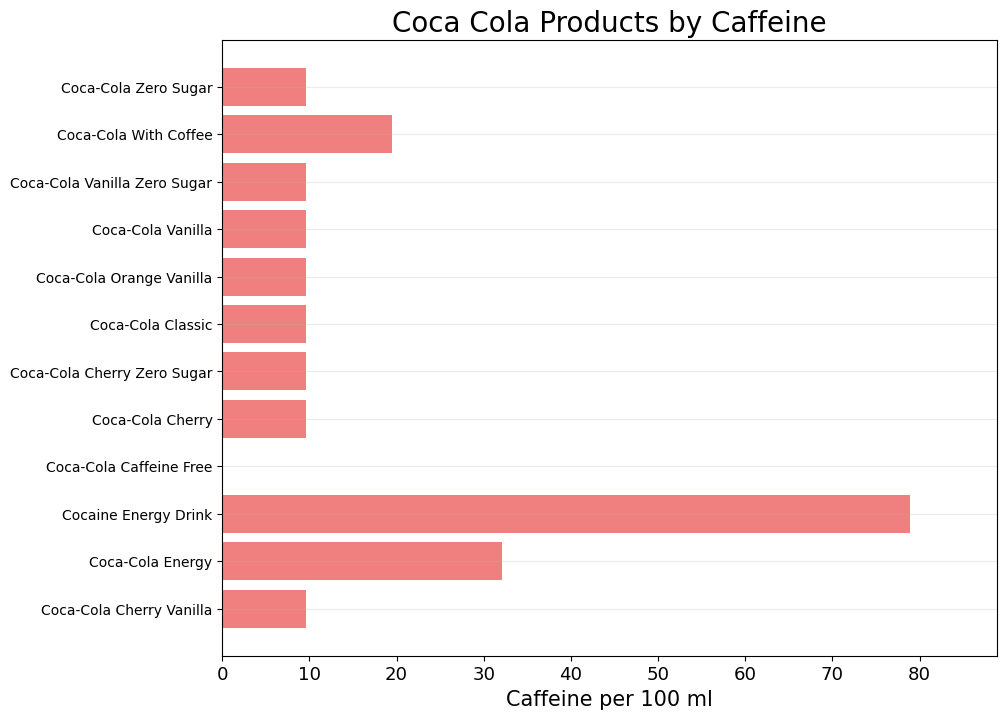 Coca Cola Products by Caffeine
Coca-Cola Zero Sugar
Coca-Cola With Coffee
Coca-Cola Vanilla Zero Sugar
Coca-Cola Vanilla
Coca-Cola Orange Vanilla
Coca-Cola Classic
Coca-Cola Cherry Zero Sugar
Coca-Cola Cherry
Coca-Cola Caffeine Free
Cocaine Energy Drink
Coca-Cola Energy
Coca-Cola Cherry Vanilla
0 10 20 30 40 50 60 70 80
Caffeine per 100 ml